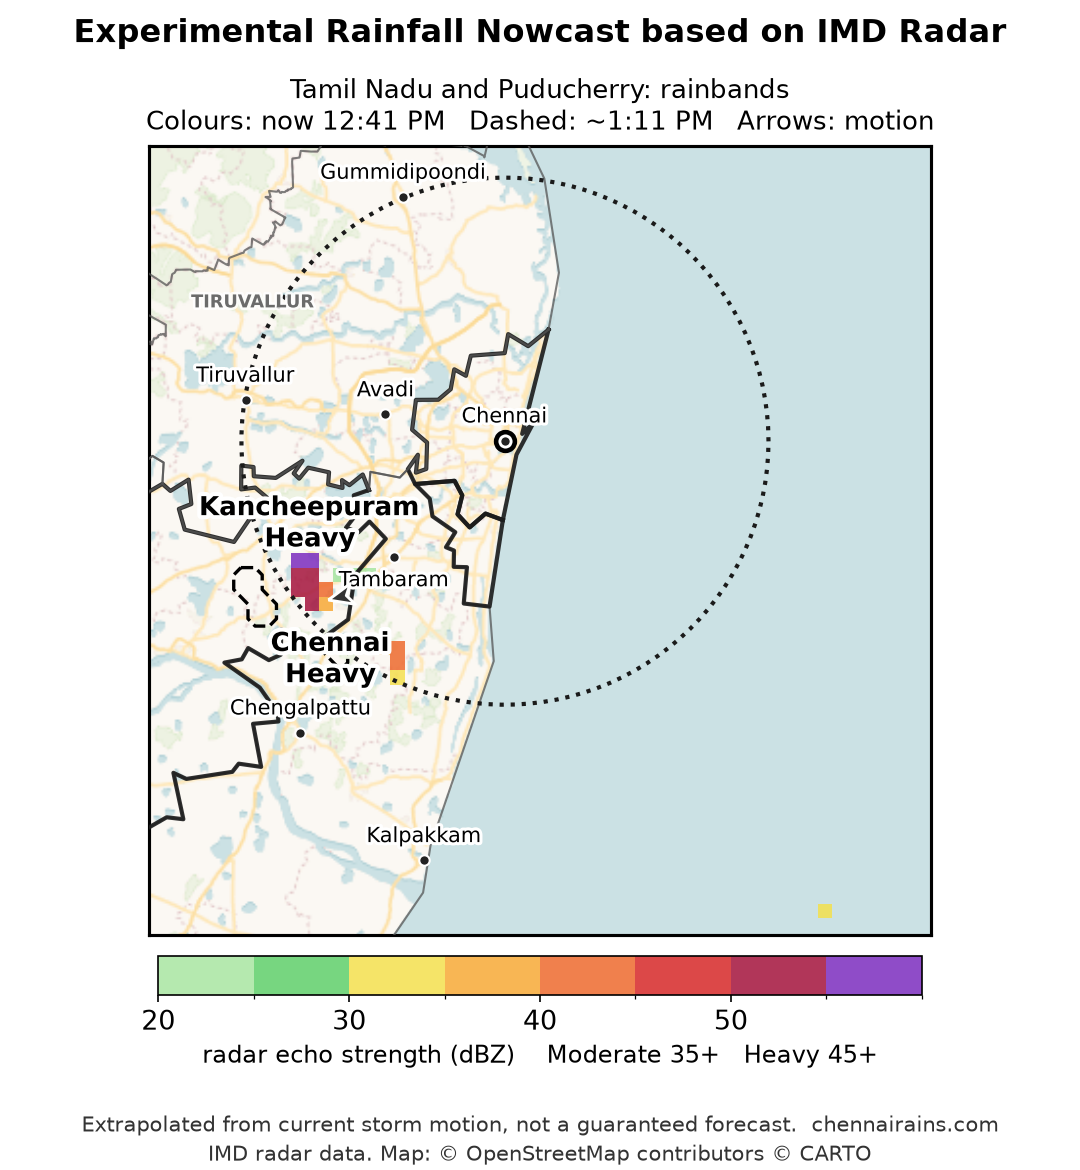 Experimental Rainfall Nowcast based on IMD Radar
Tamil Nadu and Puducherry: rainbands
Colours: now 12:41 PM   Dashed: ~1:11 PM   Arrows: motion
Gummidipoondi
TIRUVALLUR
Tiruvallur
Avadi
Chennai
Kancheepuram
Heavy
Tambaram
Chennai
Heavy
Chengalpattu
Kalpakkam
20 30 40 50
radar echo strength (dBZ)   Moderate 35+   Heavy 45+
Extrapolated from current storm motion, not a guaranteed forecast.  chennairains.com
IMD radar data. Map: © OpenStreetMap contributors © CARTO